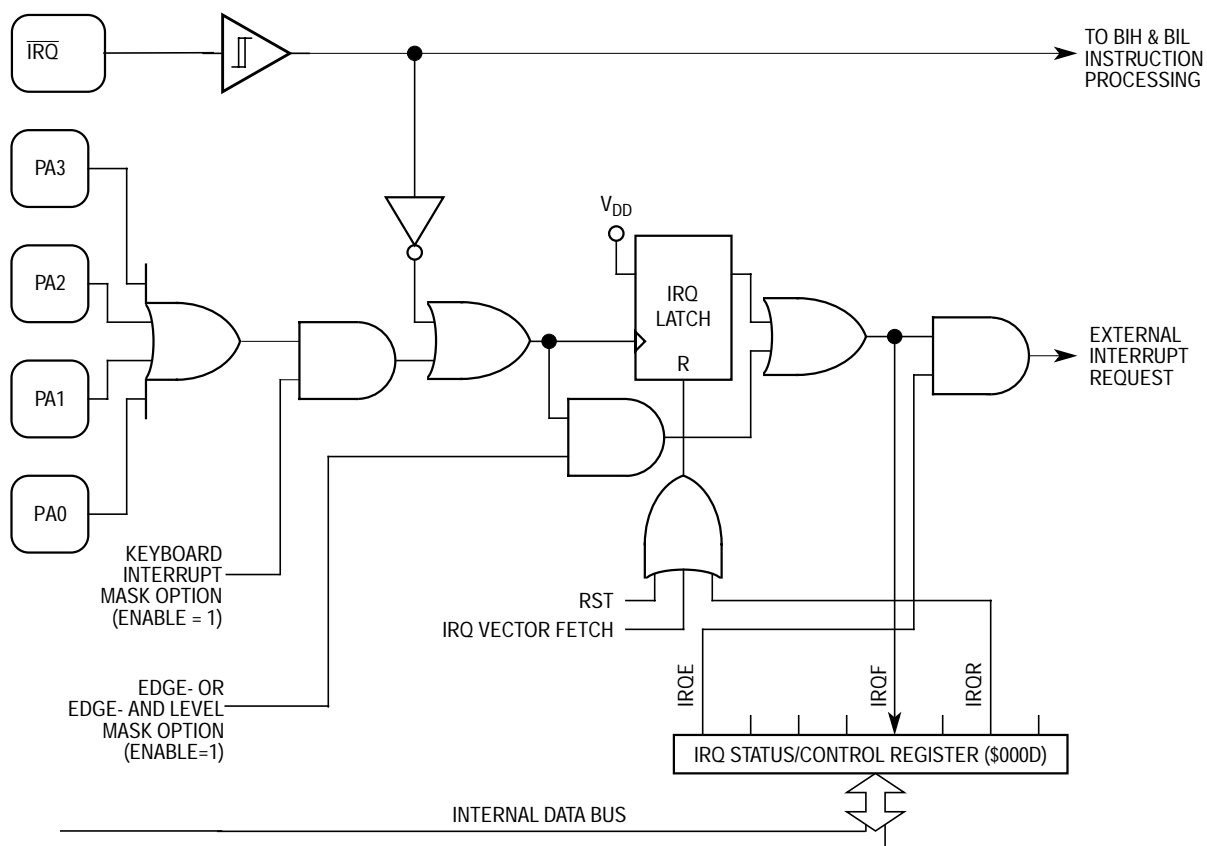 IRQ
TO BIH & BIL
INSTRUCTION
PROCESSING
PA3
PA2
PA1
PA0
VDD
IRQ
LATCH
R
EXTERNAL
INTERRUPT
REQUEST
KEYBOARD
INTERRUPT
MASK OPTION
(ENABLE = 1)
RST
IRQ VECTOR FETCH
EDGE- OR
EDGE- AND LEVEL
MASK OPTION
(ENABLE=1)
IRQE
IRQF
IRQR
IRQ STATUS/CONTROL REGISTER ($000D)
INTERNAL DATA BUS